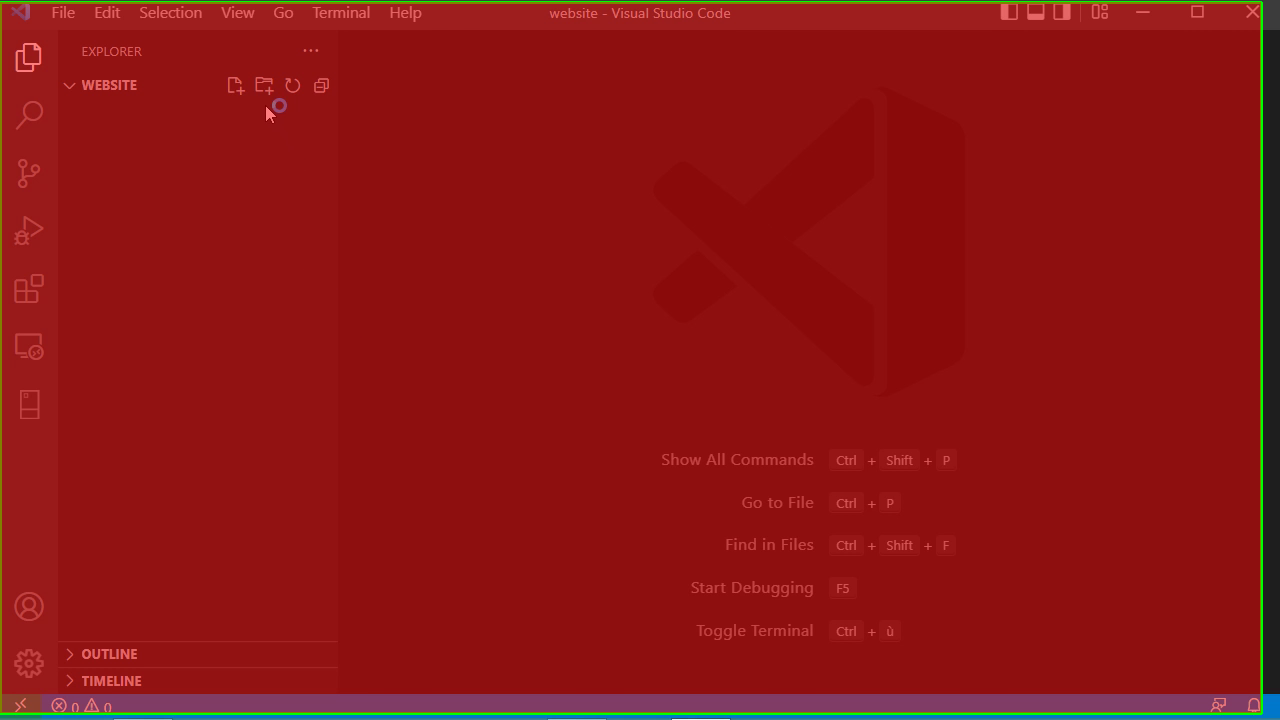 File Edit Selection View Go Terminal Help website - Visual Studio Code
EXPLORER
WEBSITE
Show All Commands Ctrl + Shift + P
Go to File Ctrl + P
Find in Files Ctrl + Shift + F
Start Debugging F5
Toggle Terminal Ctrl + ù
OUTLINE
TIMELINE
0 0